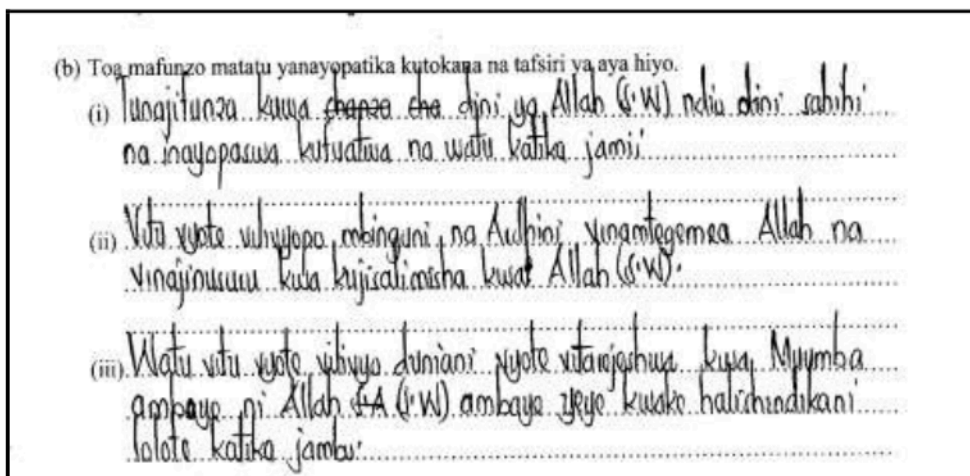 (b) Toa mafunzo matatu yanayopatika kutokana na tafsiri ya aya hiyo.
(i) Tunajifunza kuwa chanzo cha dini ya Allah (S.W) ndiu dini sahihi
na inayopaswa kufuatwa na watu katika jamii
(ii) Vitu vyote vilivyopo mbinguni na Ardhini vinamtegemea Allah na
vinajinusuru kwa kujisalimisha kwat Allah (S.W).
(iii) Watu vitu vyote vilivyo duniani vyote vitarejeshwa kwa Muumba
ambaye ni Allah SA (S.W) ambaye yeye kwake halishindikani
lolote katika jambo.